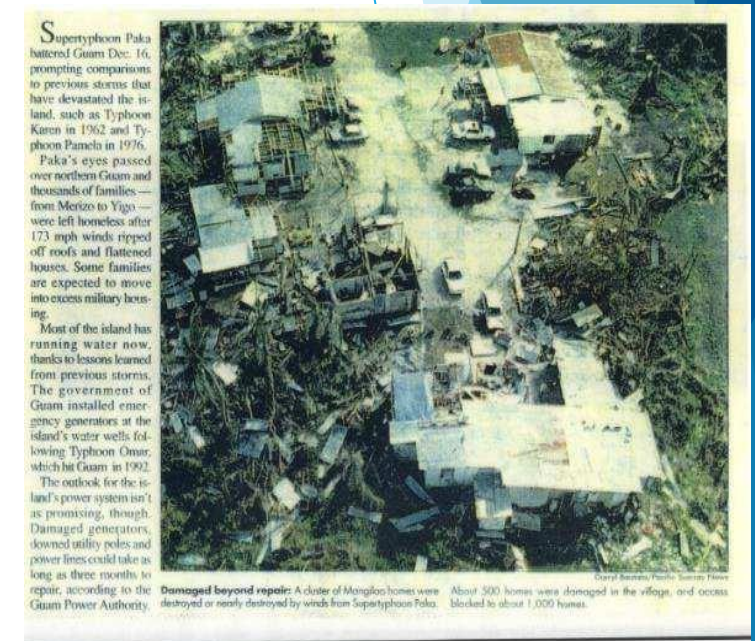 Supertyphoon Paka
battered Guam Dec. 16,
prompting comparisons
to previous storms that
have devastated the is-
land, such as Typhoon
Karen in 1962 and Ty-
phoon Pamela in 1976.
Paka's eyes passed
over northern Guam and
thousands of families —
from Merizo to Yigo —
were left homeless after
173 mph winds ripped
off roofs and flattened
houses. Some families
are expected to move
into excess military hous-
ing.
Most of the island has
running water now,
thanks to lessons learned
from previous storms.
The government of
Guam installed emer-
gency generators at the
island's water wells fol-
lowing Typhoon Omar,
which hit Guam in 1992.
The outlook for the is-
land's power system isn't
as promising, though.
Damaged generators,
downed utility poles and
power lines could take as
long as three months to
repair, according to the
Guam Power Authority.
Pacific Sunday News
Damaged beyond repair: A cluster of Mangilao homes were
destroyed or nearly destroyed by winds from Supertyphoon Paka.
About 500 homes were damaged in the village, and access
blocked to about 1,000 homes.